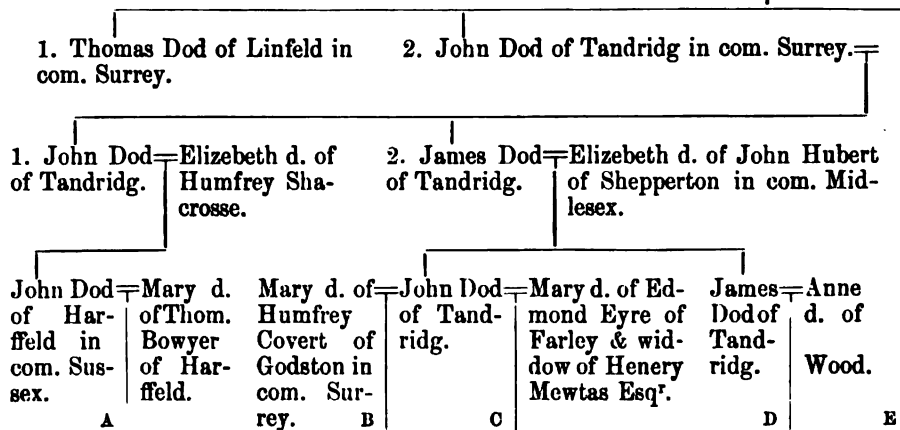 1. Thomas Dod of Linfeld in
com. Surrey.
2. John Dod of Tandridg in com. Surrey.
1. John Dod
of Tandridg.
Elizebeth d. of
Humfrey Sha-
crosse.
2. James Dod
of Tandridg.
Elizebeth d. of John Hubert
of Shepperton in com. Mid-
lesex.
John Dod
of Har-
ffeld in
com. Sus-
sex.
A
Mary d.
of Thom.
Bowyer
of Har-
ffeld.
Mary d. of
Humfrey
Covert of
Godston in
com. Sur-
rey.
B
John Dod
of Tand-
ridg.
C
Mary d. of Ed-
mond Eyre of
Farley & wid-
dow of Henery
Mewtas Esqʳ.
James
Dod of
Tand-
ridg.
D
Anne
d. of
Wood.
E